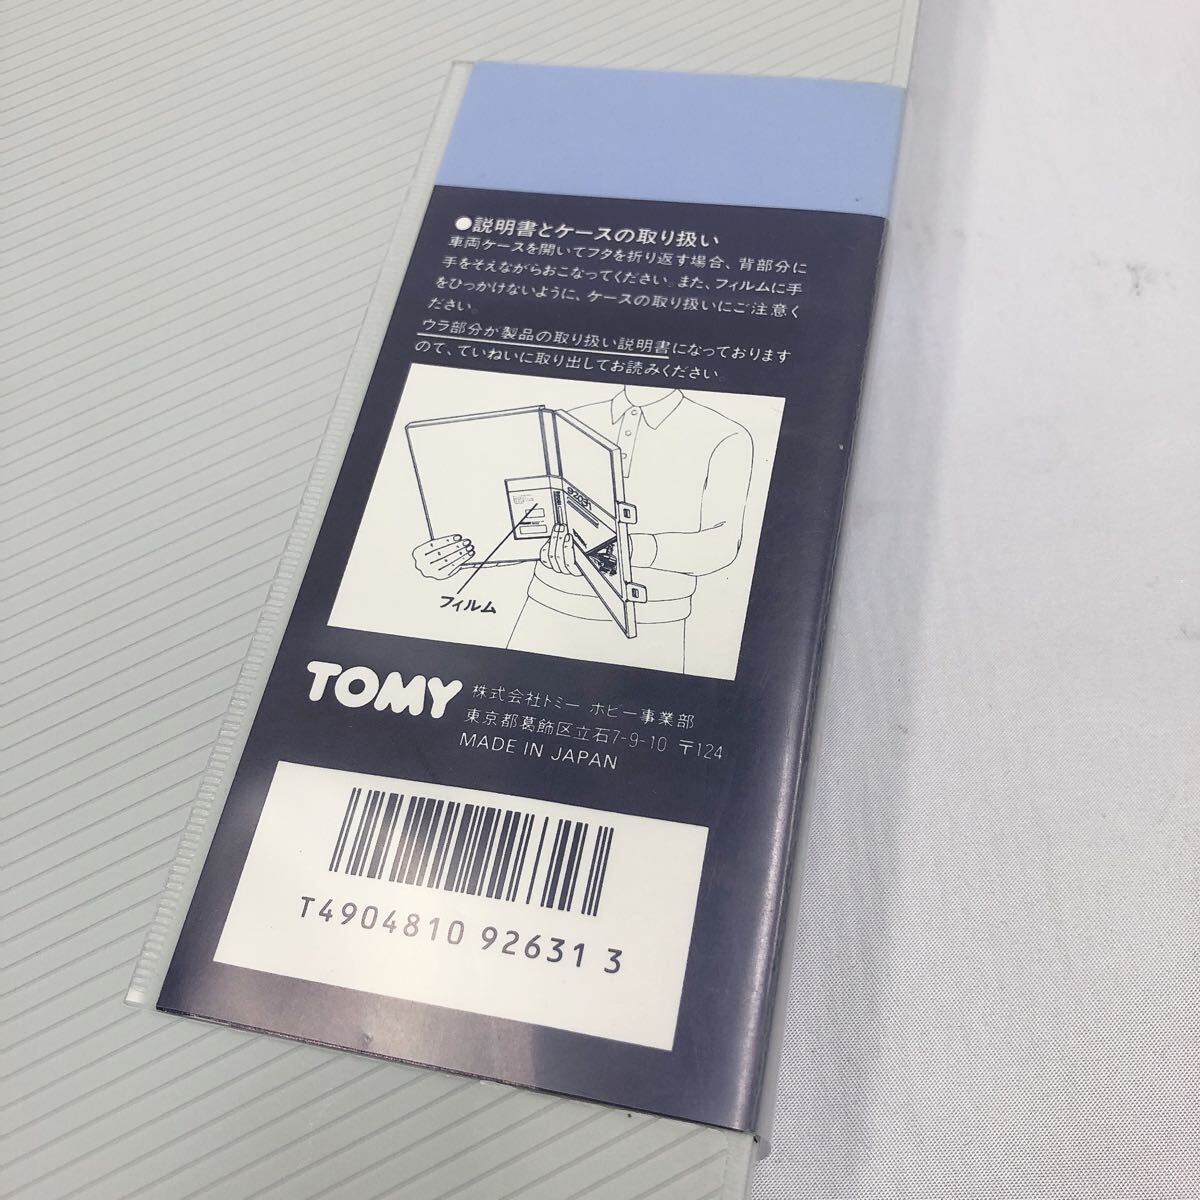 ●説明書とケースの取り扱い
車両ケースを開いてフタを折り返す場合、背部分に
手をそえながらおこなってください。また、フィルムに手
をひっかけないように、ケースの取り扱いにご注意く
ださい。
ウラ部分が製品の取り扱い説明書になっております
ので、ていねいに取り出してお読みください。
92031
フィルム
TOMY
株式会社トミー ホビー事業部
東京都葛飾区立石7-9-10 〒124
MADE IN JAPAN
T4904810 92631 3